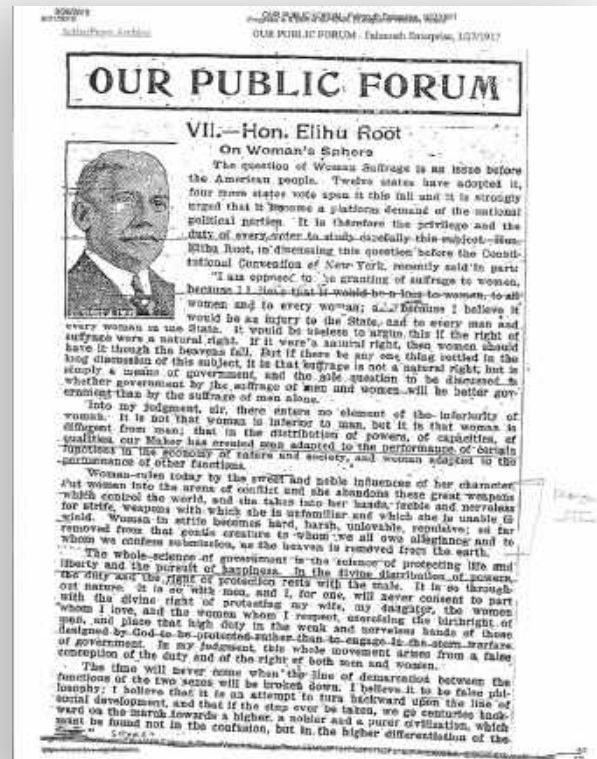 OUR PUBLIC FORUM - Falmouth Enterprise, 1/27/1917
OUR PUBLIC FORUM
VII.—Hon. Elihu Root
On Woman's Sphere
The question of Woman Suffrage is an issue before
the American people. Twelve states have adopted it,
four more states vote upon it this fall and it is strongly
urged that it become a platform demand of the national
political parties. It is therefore the privilege and the
duty of every voter to study carefully this subject. Hon.
Elihu Root, in discussing this question before the Consti-
tutional Convention of New York, recently said in part:
"I am opposed to the granting of suffrage to women,
because I believe that it would be a loss to women, to all
women and to every woman; and because I believe it
would be an injury to the State, and to every man and
every woman in the State. It would be useless to argue this if the right of
suffrage were a natural right. If it were a natural right, then women should
have it though the heavens fall. But if there be any one thing settled in the
long discussion of this subject, it is that suffrage is not a natural right, but is
simply a means of government, and the sole question to be discussed is
whether government by the suffrage of men and women will be better gov-
ernment than by the suffrage of men alone.
"Into my judgment, sir, there enters no element of the inferiority of
woman. It is not that woman is inferior to man, but it is that woman is
different from man; that in the distribution of powers, of capacities, of
qualities, our Maker has created man adapted to the performance of certain
functions in the economy of nature and society, and woman adapted to the
performance of other functions.
Woman rules today by the sweet and noble influences of her character.
Put woman into the arena of conflict and she abandons these great weapons
which control the world, and she takes into her hands, feeble and nerveless
for strife, weapons with which she is unfamiliar and which she is unable to
wield. Woman in strife becomes hard, harsh, unlovable, repulsive; as far
removed from that gentle creature to whom we all owe allegiance and to
whom we confess submission, as the heaven is removed from the earth.
The whole science of government is the science of protecting life and
liberty and the pursuit of happiness. In the divine distribution of powers,
the duty and the right of protection rests with the male. It is so through-
out nature. It is so with men, and I, for one, will never consent to part
with the divine right of protecting my wife, my daughter, the women
whom I love, and the women whom I respect, exercising the birthright of
man, and place that high duty in the weak and nerveless hands of those
designed by God to be protected rather than to engage in the stern warfare
of government. In my judgment, this whole movement arises from a false
conception of the duty and of the right of both men and women.
The time will never come when the line of demarcation between the
functions of the two sexes will be broken down. I believe it to be false phi-
losophy; I believe that it is an attempt to turn backward upon the line of
social development, and that if the step ever be taken, we go centuries back-
ward on the march towards a higher, a nobler and a purer civilization, which
must be found not in the confusion, but in the higher differentiation of the